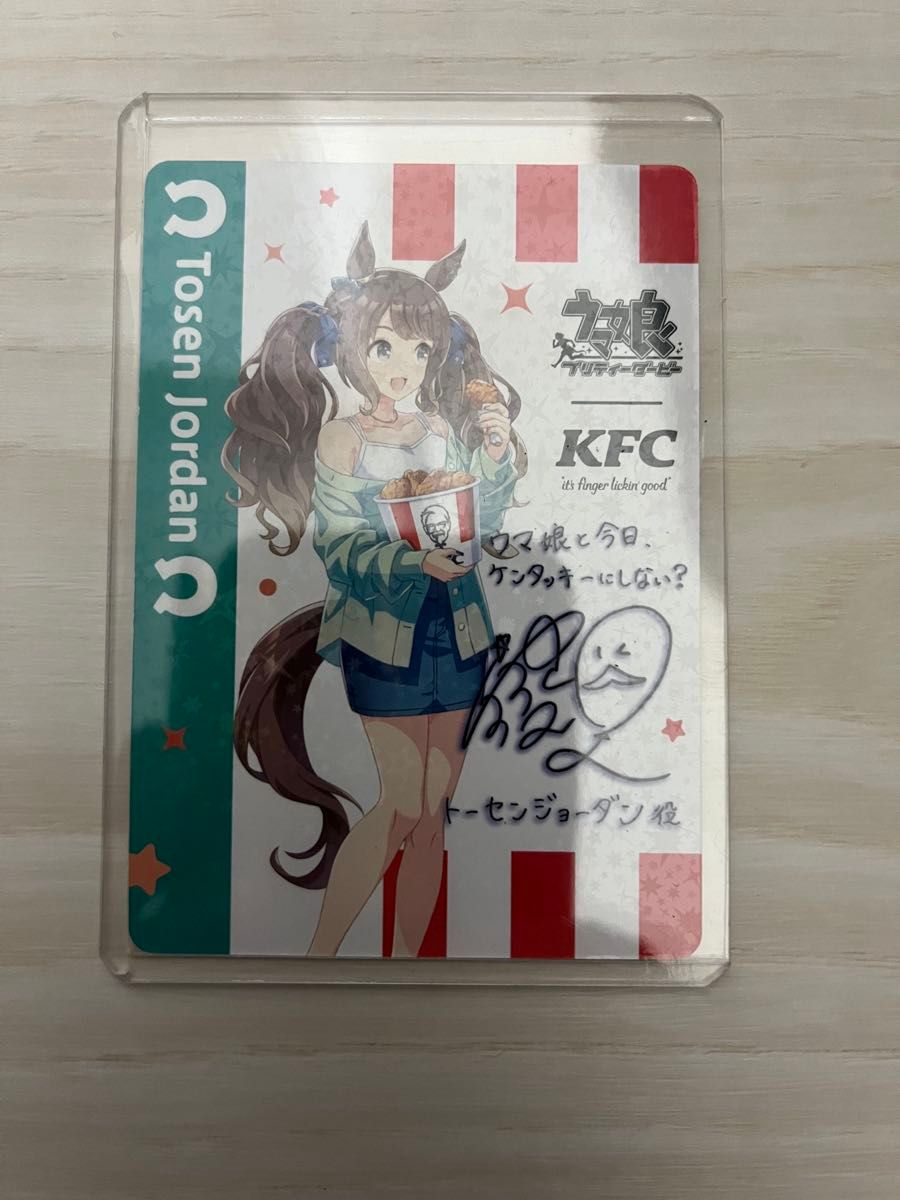 Tosen Jordan
ウマ娘
プリティーダービー
KFC
"it's finger lickin' good"
ウマ娘と今日、
ケンタッキーにしない?
トーセンジョーダン役